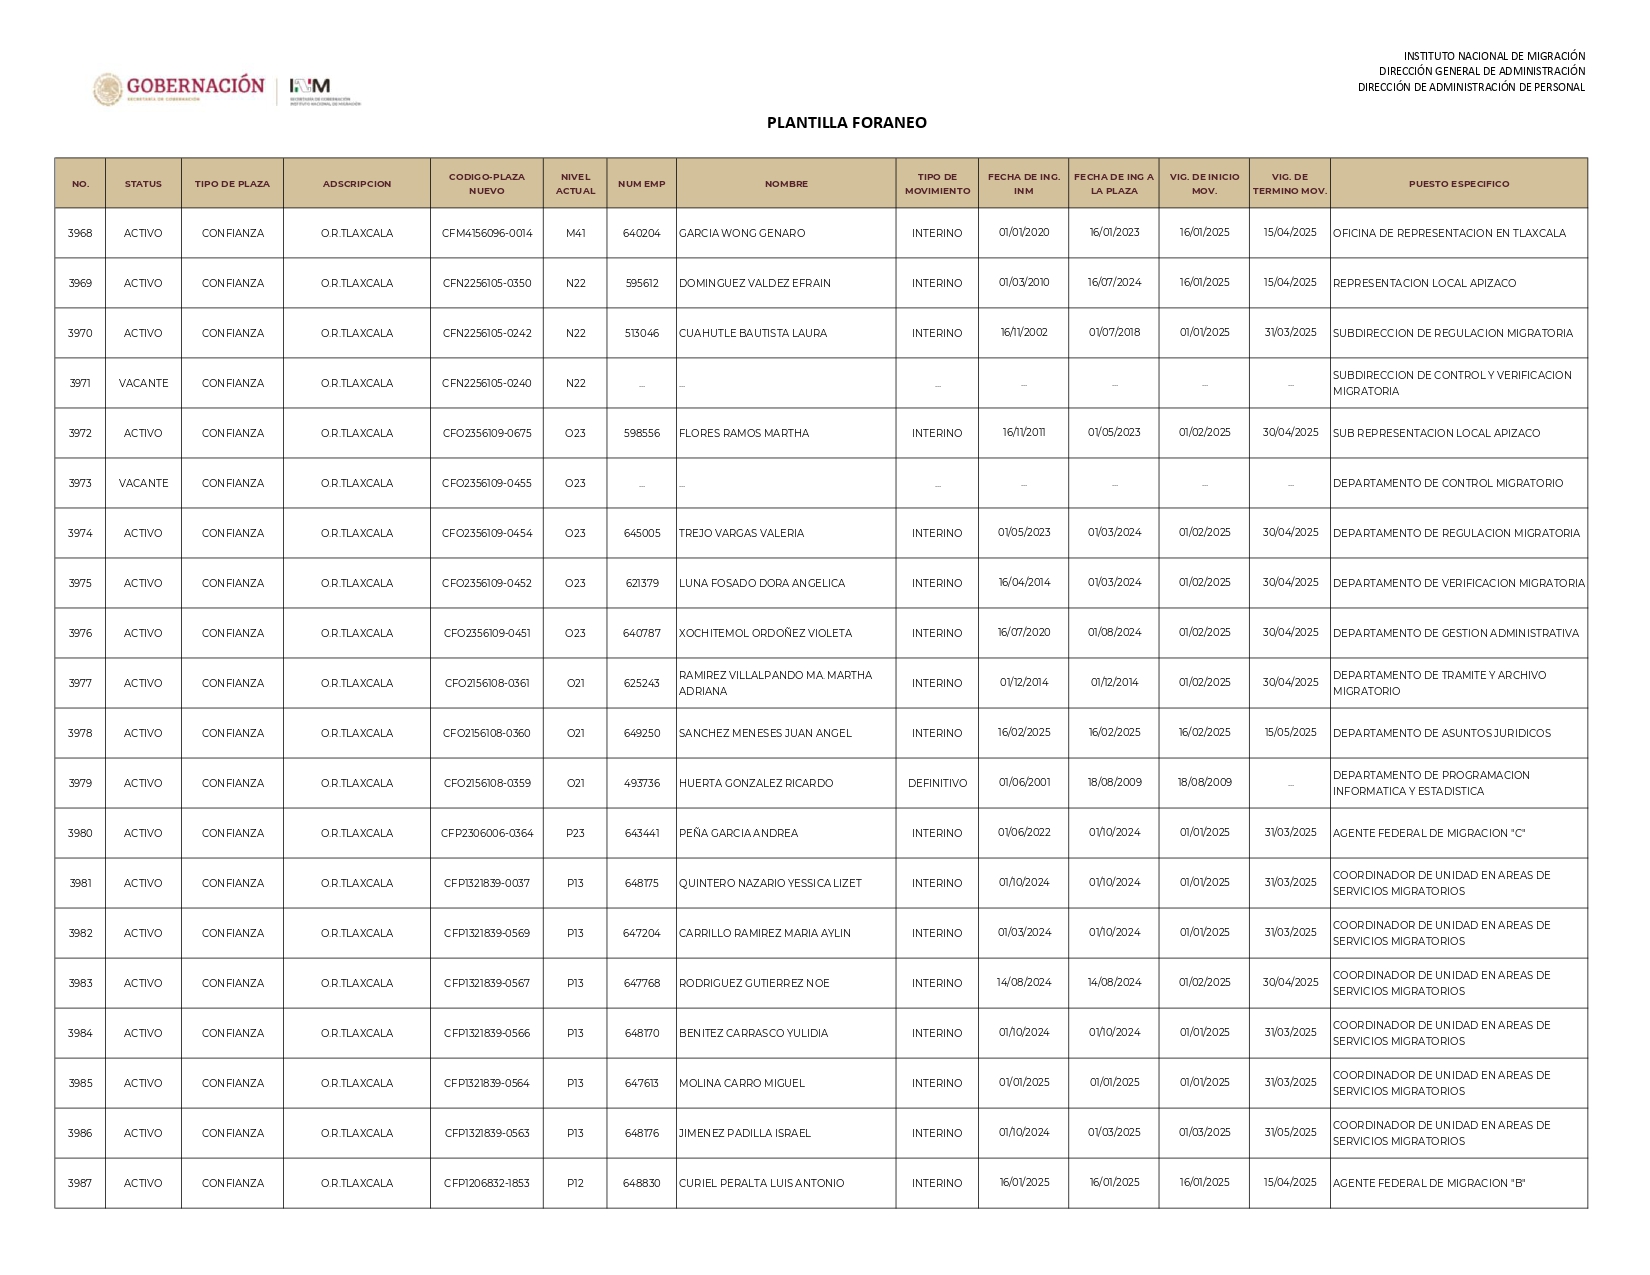 INSTITUTO NACIONAL DE MIGRACIÓN
DIRECCIÓN GENERAL DE ADMINISTRACIÓN
DIRECCIÓN DE ADMINISTRACIÓN DE PERSONAL
GOBERNACIÓN
SECRETARÍA DE GOBERNACIÓN
INM
SECRETARÍA DE GOBERNACIÓN
INSTITUTO NACIONAL DE MIGRACIÓN
PLANTILLA FORANEO
NO. STATUS TIPO DE PLAZA ADSCRIPCION CODIGO-PLAZA NUEVO NIVEL ACTUAL NUM EMP NOMBRE TIPO DE MOVIMIENTO FECHA DE ING. INM FECHA DE ING A LA PLAZA VIG. DE INICIO MOV. VIG. DE TERMINO MOV. PUESTO ESPECIFICO
3968 ACTIVO CONFIANZA O.R.TLAXCALA CFM4156096-0014 M41 640204 GARCIA WONG GENARO INTERINO 01/01/2020 16/01/2023 16/01/2025 15/04/2025 OFICINA DE REPRESENTACION EN TLAXCALA
3969 ACTIVO CONFIANZA O.R.TLAXCALA CFN2256105-0350 N22 595612 DOMINGUEZ VALDEZ EFRAIN INTERINO 01/03/2010 16/07/2024 16/01/2025 15/04/2025 REPRESENTACION LOCAL APIZACO
3970 ACTIVO CONFIANZA O.R.TLAXCALA CFN2256105-0242 N22 513046 CUAHUTLE BAUTISTA LAURA INTERINO 16/11/2002 01/07/2018 01/01/2025 31/03/2025 SUBDIRECCION DE REGULACION MIGRATORIA
3971 VACANTE CONFIANZA O.R.TLAXCALA CFN2256105-0240 N22 ... ... ... ... ... ... ... SUBDIRECCION DE CONTROL Y VERIFICACION MIGRATORIA
3972 ACTIVO CONFIANZA O.R.TLAXCALA CFO2356109-0675 O23 598556 FLORES RAMOS MARTHA INTERINO 16/11/2011 01/05/2023 01/02/2025 30/04/2025 SUB REPRESENTACION LOCAL APIZACO
3973 VACANTE CONFIANZA O.R.TLAXCALA CFO2356109-0455 O23 ... ... ... ... ... ... ... DEPARTAMENTO DE CONTROL MIGRATORIO
3974 ACTIVO CONFIANZA O.R.TLAXCALA CFO2356109-0454 O23 645005 TREJO VARGAS VALERIA INTERINO 01/05/2023 01/03/2024 01/02/2025 30/04/2025 DEPARTAMENTO DE REGULACION MIGRATORIA
3975 ACTIVO CONFIANZA O.R.TLAXCALA CFO2356109-0452 O23 621379 LUNA FOSADO DORA ANGELICA INTERINO 16/04/2014 01/03/2024 01/02/2025 30/04/2025 DEPARTAMENTO DE VERIFICACION MIGRATORIA
3976 ACTIVO CONFIANZA O.R.TLAXCALA CFO2356109-0451 O23 640787 XOCHITEMOL ORDOÑEZ VIOLETA INTERINO 16/07/2020 01/08/2024 01/02/2025 30/04/2025 DEPARTAMENTO DE GESTION ADMINISTRATIVA
3977 ACTIVO CONFIANZA O.R.TLAXCALA CFO2156108-0361 O21 625243 RAMIREZ VILLALPANDO MA. MARTHA ADRIANA INTERINO 01/12/2014 01/12/2014 01/02/2025 30/04/2025 DEPARTAMENTO DE TRAMITE Y ARCHIVO MIGRATORIO
3978 ACTIVO CONFIANZA O.R.TLAXCALA CFO2156108-0360 O21 649250 SANCHEZ MENESES JUAN ANGEL INTERINO 16/02/2025 16/02/2025 16/02/2025 15/05/2025 DEPARTAMENTO DE ASUNTOS JURIDICOS
3979 ACTIVO CONFIANZA O.R.TLAXCALA CFO2156108-0359 O21 493736 HUERTA GONZALEZ RICARDO DEFINITIVO 01/06/2001 18/08/2009 18/08/2009 ... DEPARTAMENTO DE PROGRAMACION INFORMATICA Y ESTADISTICA
3980 ACTIVO CONFIANZA O.R.TLAXCALA CFP2306006-0364 P23 643441 PEÑA GARCIA ANDREA INTERINO 01/06/2022 01/10/2024 01/01/2025 31/03/2025 AGENTE FEDERAL DE MIGRACION "C"
3981 ACTIVO CONFIANZA O.R.TLAXCALA CFP1321839-0037 P13 648175 QUINTERO NAZARIO YESSICA LIZET INTERINO 01/10/2024 01/10/2024 01/01/2025 31/03/2025 COORDINADOR DE UNIDAD EN AREAS DE SERVICIOS MIGRATORIOS
3982 ACTIVO CONFIANZA O.R.TLAXCALA CFP1321839-0569 P13 647204 CARRILLO RAMIREZ MARIA AYLIN INTERINO 01/03/2024 01/10/2024 01/01/2025 31/03/2025 COORDINADOR DE UNIDAD EN AREAS DE SERVICIOS MIGRATORIOS
3983 ACTIVO CONFIANZA O.R.TLAXCALA CFP1321839-0567 P13 647768 RODRIGUEZ GUTIERREZ NOE INTERINO 14/08/2024 14/08/2024 01/02/2025 30/04/2025 COORDINADOR DE UNIDAD EN AREAS DE SERVICIOS MIGRATORIOS
3984 ACTIVO CONFIANZA O.R.TLAXCALA CFP1321839-0566 P13 648170 BENITEZ CARRASCO YULIDIA INTERINO 01/10/2024 01/10/2024 01/01/2025 31/03/2025 COORDINADOR DE UNIDAD EN AREAS DE SERVICIOS MIGRATORIOS
3985 ACTIVO CONFIANZA O.R.TLAXCALA CFP1321839-0564 P13 647613 MOLINA CARRO MIGUEL INTERINO 01/01/2025 01/01/2025 01/01/2025 31/03/2025 COORDINADOR DE UNIDAD EN AREAS DE SERVICIOS MIGRATORIOS
3986 ACTIVO CONFIANZA O.R.TLAXCALA CFP1321839-0563 P13 648176 JIMENEZ PADILLA ISRAEL INTERINO 01/10/2024 01/03/2025 01/03/2025 31/05/2025 COORDINADOR DE UNIDAD EN AREAS DE SERVICIOS MIGRATORIOS
3987 ACTIVO CONFIANZA O.R.TLAXCALA CFP1206832-1853 P12 648830 CURIEL PERALTA LUIS ANTONIO INTERINO 16/01/2025 16/01/2025 16/01/2025 15/04/2025 AGENTE FEDERAL DE MIGRACION "B"